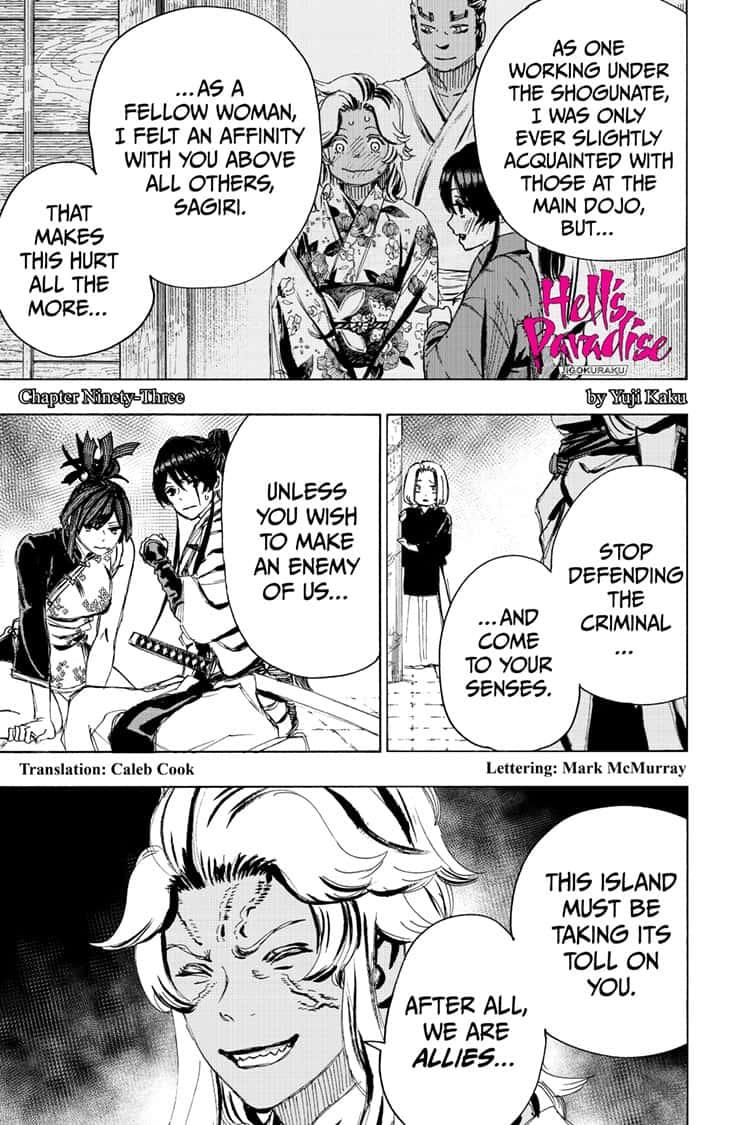 AS ONE
WORKING UNDER
THE SHOGUNATE,
I WAS ONLY
EVER SLIGHTLY
ACQUAINTED WITH
THOSE AT THE
MAIN DOJO,
BUT...
...AS A
FELLOW WOMAN,
I FELT AN AFFINITY
WITH YOU ABOVE
ALL OTHERS,
SAGIRI.
THAT
MAKES
THIS HURT
ALL THE
MORE...
Hell's
Paradise
JIGOKURAKU
Chapter Ninety-Three
by Yuji Kaku
STOP
DEFENDING
THE
CRIMINAL
...
...AND
COME
TO YOUR
SENSES.
UNLESS
YOU WISH
TO MAKE
AN ENEMY
OF US...
Translation: Caleb Cook
Lettering: Mark McMurray
THIS ISLAND
MUST BE
TAKING ITS
TOLL ON
YOU.
AFTER ALL,
WE ARE
ALLIES...